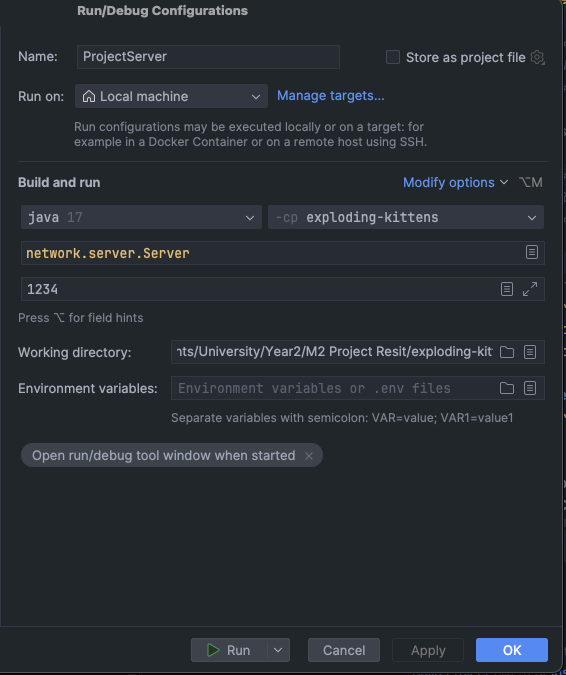 Run/Debug Configurations
Name: ProjectServer Store as project file
Run on: Local machine Manage targets...
Run configurations may be executed locally or on a target: for
example in a Docker Container or on a remote host using SSH.
Build and run Modify options ⌥M
java 17 -cp exploding-kittens
network.server.Server
1234
Press ⌥ for field hints
Working directory: nts/University/Year2/M2 Project Resit/exploding-kit
Environment variables: Environment variables or .env files
Separate variables with semicolon: VAR=value; VAR1=value1
Open run/debug tool window when started ×
Run Cancel Apply OK